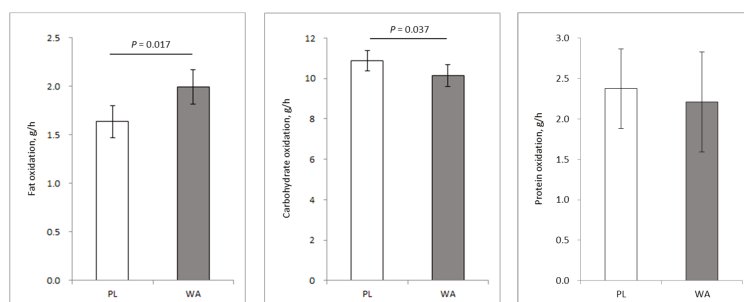 P = 0.017
Fat oxidation, g/h
2.5
2.0
1.5
1.0
0.5
0.0
PL WA
P = 0.037
Carbohydrate oxidation, g/h
12
10
8
6
4
2
0
PL WA
Protein oxidation, g/h
3.0
2.5
2.0
1.5
1.0
0.5
0.0
PL WA